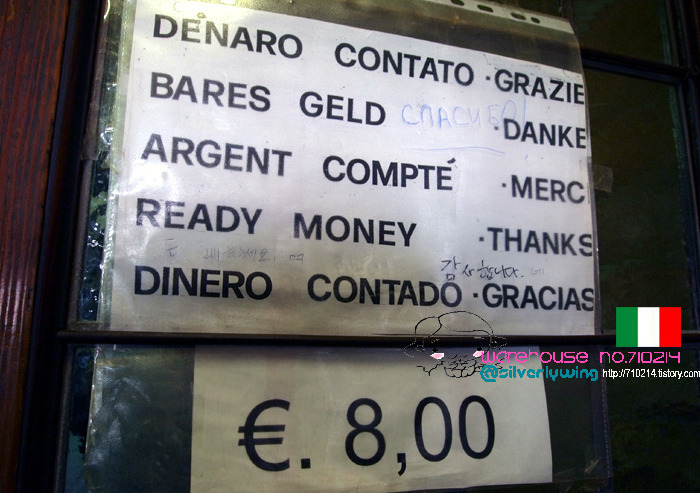 DENARO CONTATO ·GRAZIE
BARES GELD спасибо! ·DANKE
ARGENT COMPTÉ ·MERC
READY MONEY ·THANKS
감사합니다.
DINERO CONTADO ·GRACIAS
warehouse no.710214
@silverlywing http://710214.tistory.com
€. 8,00